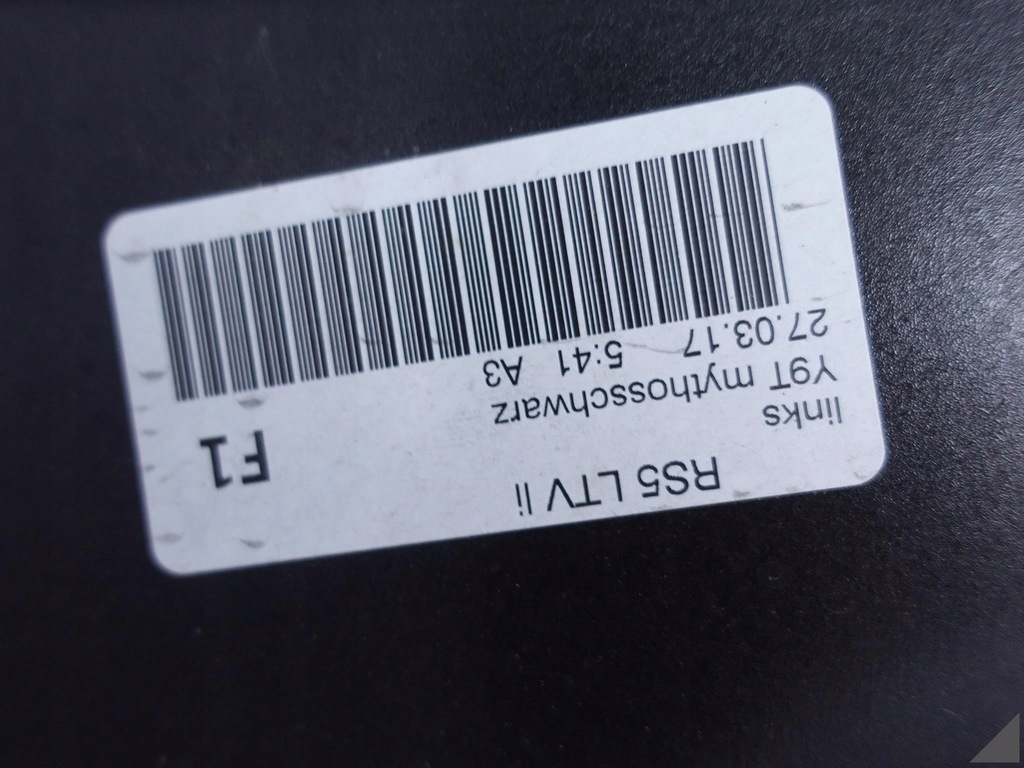 RS5 LTV li
links
F1
Y9T mythosschwarz
27.03.17 5:41 A3